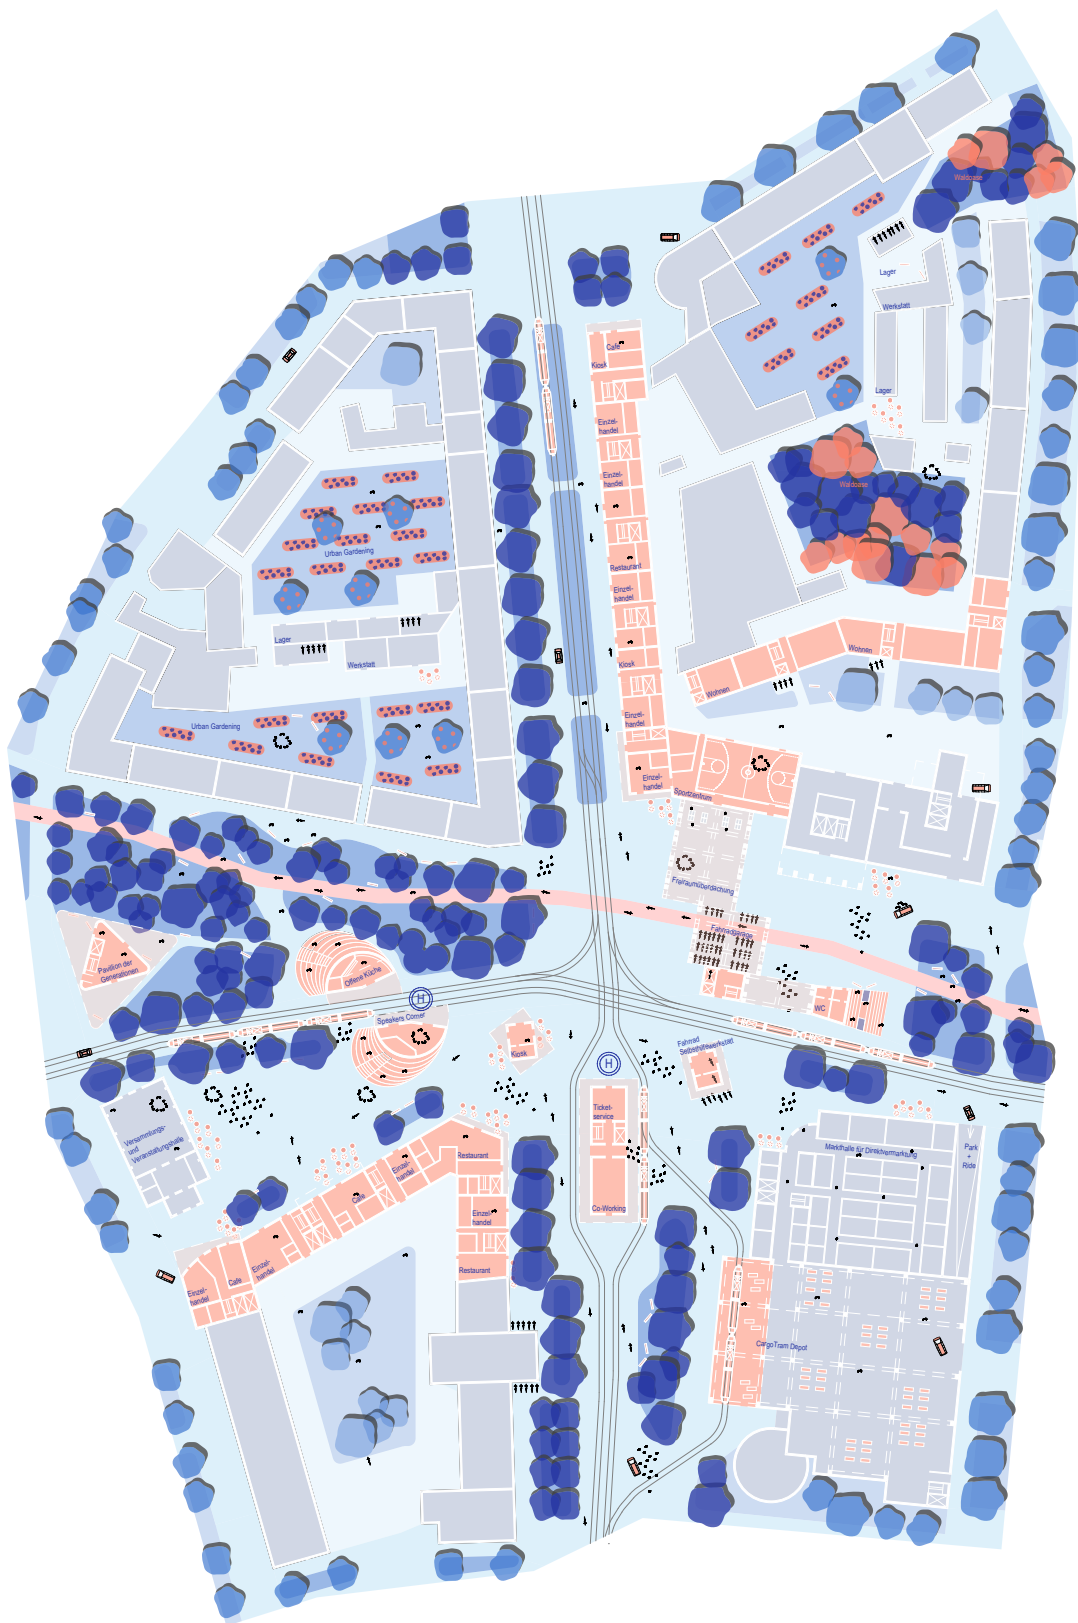 Waldoase
Lager
Werkstatt
Café
Kiosk
Lager
Einzel-
handel
Einzel-
handel
Waldoase
Urban Gardening
Restaurant
Einzel-
handel
Lager
Werkstatt
Kiosk
Wohnen
Wohnen
Urban Gardening
Einzel-
handel
Einzel-
handel
Sportzentrum
Freiraumüberdachung
Fahrradgarage
Pavillon der
Generationen
Offene Küche
H
WC
Speakers Corner
Kiosk
H
Fahrrad
Selbsthilfewerkstatt
Ticket-
service
Versammlungs-
und
Veranstaltungshalle
Markthalle für Direktvermarktung
Park
+
Ride
Restaurant
Einzel-
handel
Café
Einzel-
handel
Co-Working
Einzel-
handel
Café
Einzel-
handel
Restaurant
CargoTram Depot